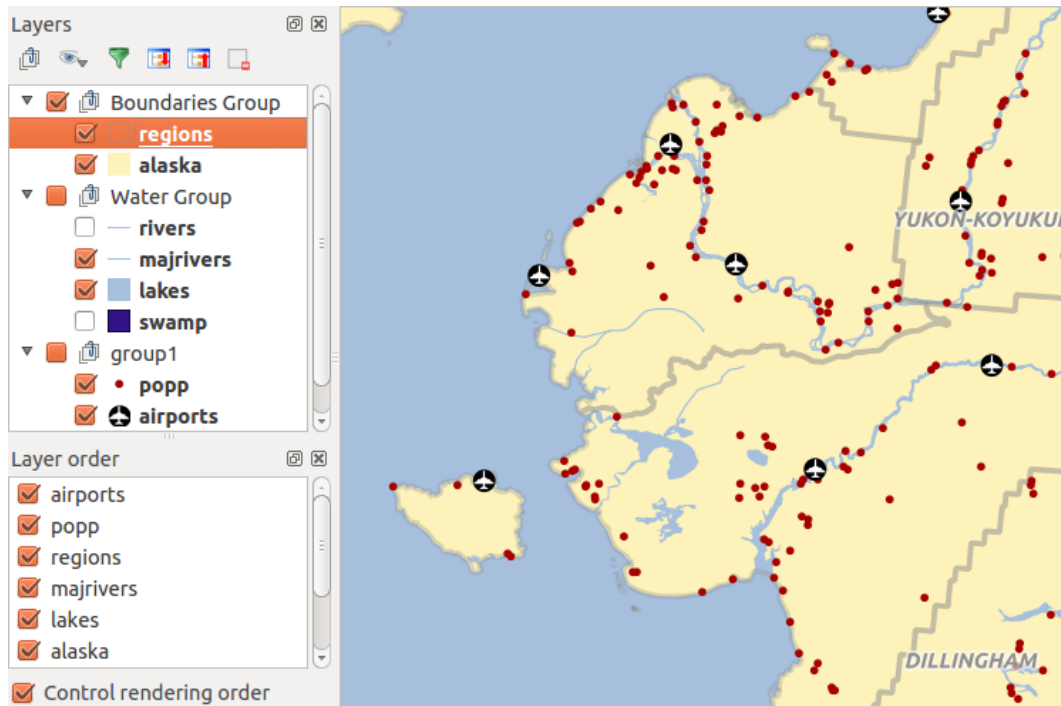 Layers
Boundaries Group
regions
alaska
Water Group
rivers
majrivers
lakes
swamp
group1
popp
airports
Layer order
airports
popp
regions
majrivers
lakes
alaska
Control rendering order
YUKON-KOYUKU
DILLINGHAM